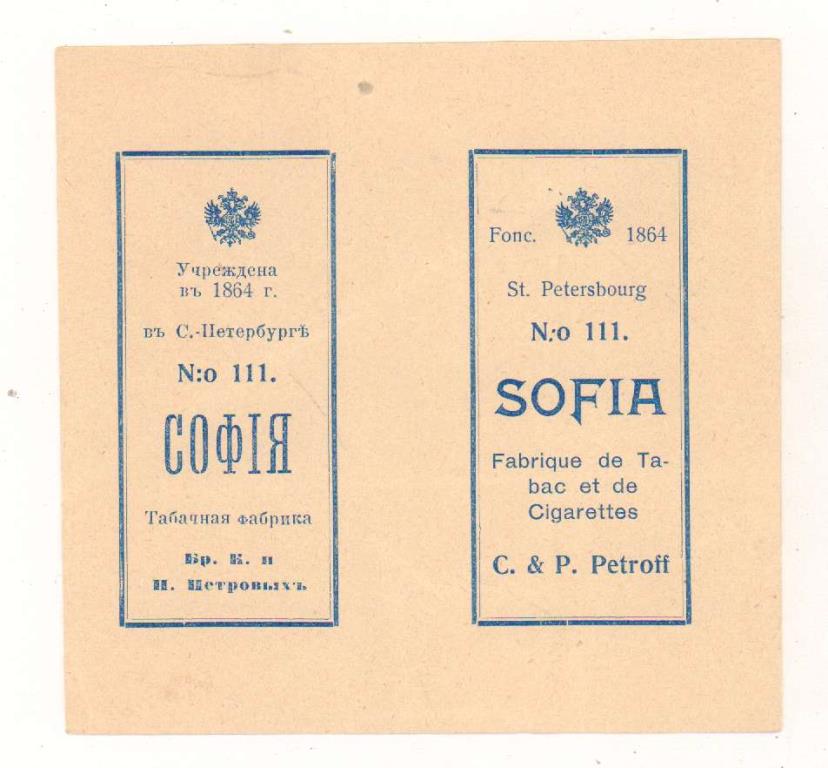 Учреждена
въ 1864 г.
въ С.-Петербургѣ
N:o 111.
СОФІЯ
Табачная фабрика
Бр. К. и
П. Петровыхъ
Fonc. 1864
St. Petersbourg
N:o 111.
SOFIA
Fabrique de Ta-
bac et de
Cigarettes
C. & P. Petroff